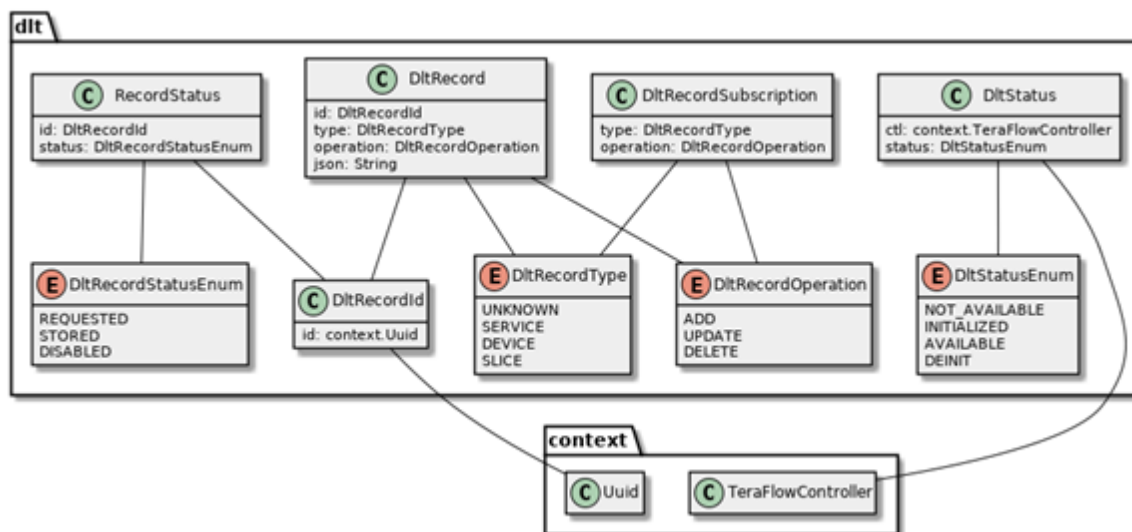 dlt
C RecordStatus
id: DltRecordId
status: DltRecordStatusEnum
C DltRecord
id: DltRecordId
type: DltRecordType
operation: DltRecordOperation
json: String
C DltRecordSubscription
type: DltRecordType
operation: DltRecordOperation
C DltStatus
ctl: context.TeraFlowController
status: DltStatusEnum
E DltRecordStatusEnum
REQUESTED
STORED
DISABLED
C DltRecordId
id: context.Uuid
E DltRecordType
UNKNOWN
SERVICE
DEVICE
SLICE
E DltRecordOperation
ADD
UPDATE
DELETE
E DltStatusEnum
NOT_AVAILABLE
INITIALIZED
AVAILABLE
DEINIT
context
C Uuid
C TeraFlowController